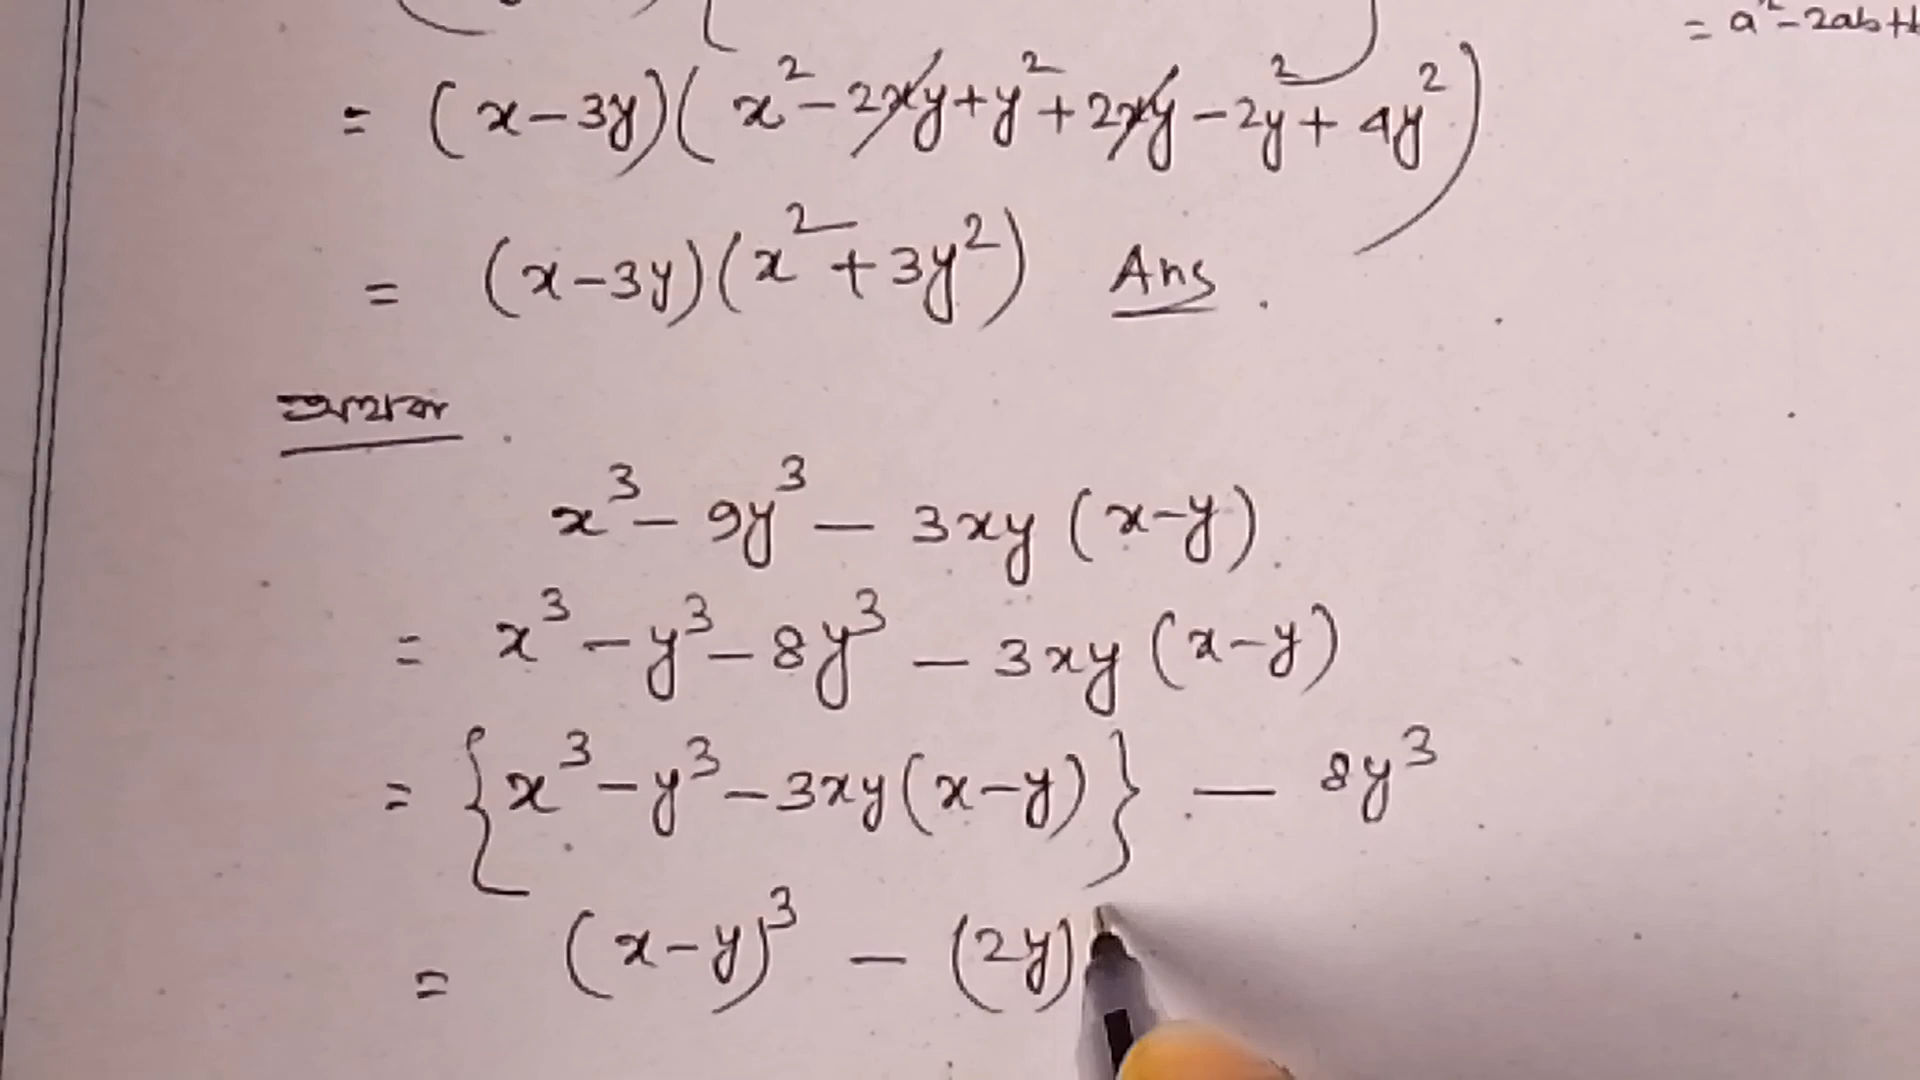 = a² - 2ab +
= (x - 3y)(x² - 2xy + y² + 2xy - 2y² + 4y²)
= (x - 3y)(x² + 3y²) Ans.
অথবা
x³ - 9y³ - 3xy (x - y)
= x³ - y³ - 8y³ - 3xy (x - y)
= {x³ - y³ - 3xy (x - y)} - 8y³
= (x - y)³ - (2y)